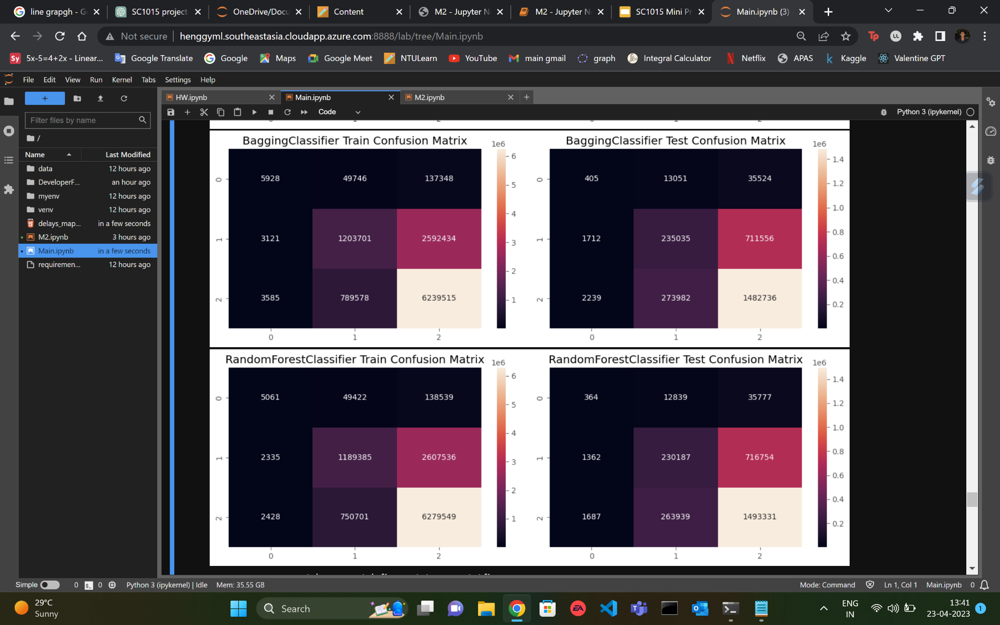 line grapgh - G
SC1015 project
OneDrive/Docu
Content
M2 - Jupyter N
M2 - Jupyter N
SC1015 Mini Pr
Main.ipynb (3)
Not secure
henggyml.southeastasia.cloudapp.azure.com:8888/lab/tree/Main.ipynb
Sy 5x-5=4+2x - Linear...
Google Translate
Google
Maps
Google Meet
NTULearn
YouTube
main gmail
graph
Integral Calculator
Netflix
APAS
Kaggle
Valentine GPT
File Edit View Run Kernel Tabs Settings Help
HW.ipynb
Main.ipynb
M2.ipynb
Code
Python 3 (ipykernel)
Filter files by name
/
Name Last Modified
data 12 hours ago
DeveloperF... an hour ago
myenv 12 hours ago
venv 12 hours ago
delays_map... in a few seconds
M2.ipynb 3 hours ago
Main.ipynb in a few seconds
requiremen... 12 hours ago
BaggingClassifier Train Confusion Matrix
1e6
0 5928 49746 137348
1 3121 1203701 2592434
2 3585 789578 6239515
0 1 2
6
5
4
3
2
1
BaggingClassifier Test Confusion Matrix
1e6
0 405 13051 35524
1 1712 235035 711556
2 2239 273982 1482736
0 1 2
1.4
1.2
1.0
0.8
0.6
0.4
0.2
RandomForestClassifier Train Confusion Matrix
1e6
0 5061 49422 138539
1 2335 1189385 2607536
2 2428 750701 6279549
0 1 2
6
5
4
3
2
1
RandomForestClassifier Test Confusion Matrix
1e6
0 364 12839 35777
1 1362 230187 716754
2 1687 263939 1493331
0 1 2
1.4
1.2
1.0
0.8
0.6
0.4
0.2
Simple 0 0 Python 3 (ipykernel) | Idle Mem: 35.55 GB
Mode: Command Ln 1, Col 1 Main.ipynb 0
29°C
Sunny
Search
ENG
IN
13:41
23-04-2023
1